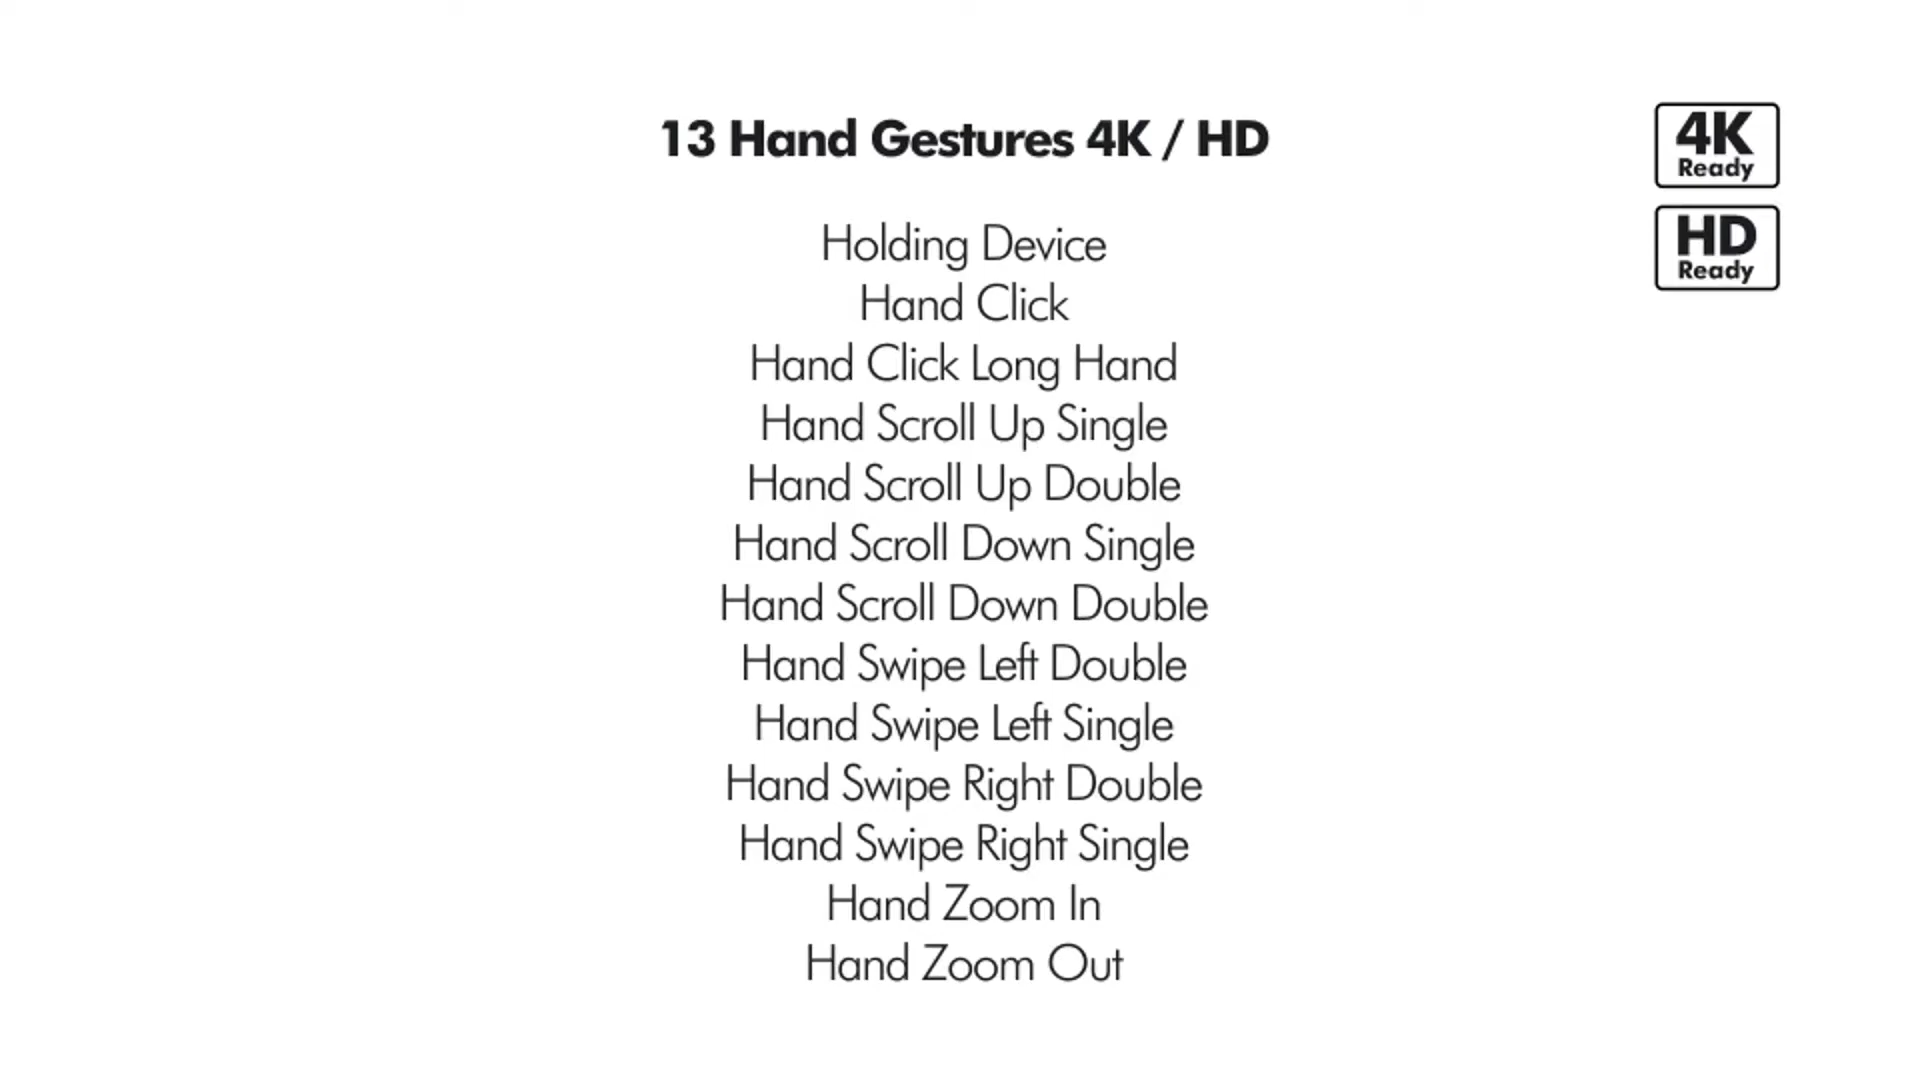 13 Hand Gestures 4K / HD
4K
Ready
HD
Ready
Holding Device
Hand Click
Hand Click Long Hand
Hand Scroll Up Single
Hand Scroll Up Double
Hand Scroll Down Single
Hand Scroll Down Double
Hand Swipe Left Double
Hand Swipe Left Single
Hand Swipe Right Double
Hand Swipe Right Single
Hand Zoom In
Hand Zoom Out